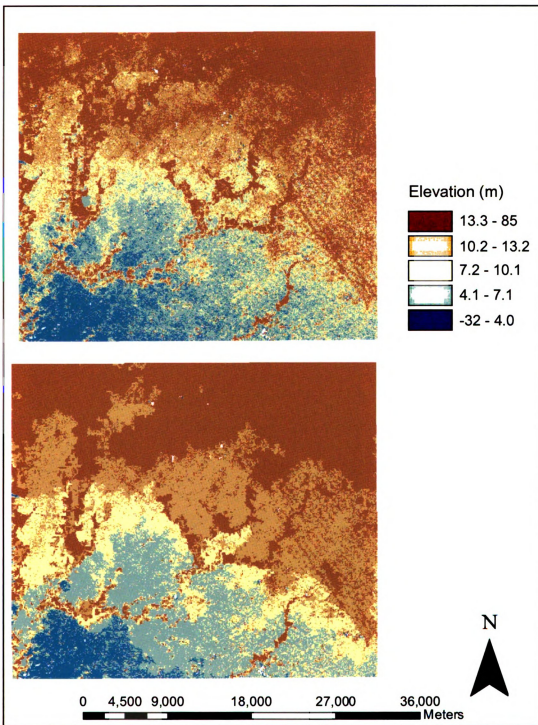 Elevation (m)
13.3 - 85
10.2 - 13.2
7.2 - 10.1
4.1 - 7.1
-32 - 4.0
N
0 4,500 9,000 18,000 27,000 36,000
Meters